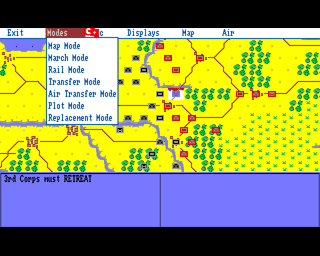 Exit Modes c Displays Map Air
Map Mode
March Mode
Rail Mode
Transfer Mode
Air Transfer Mode
Plot Mode
Replacement Mode
3rd Corps must RETREAT